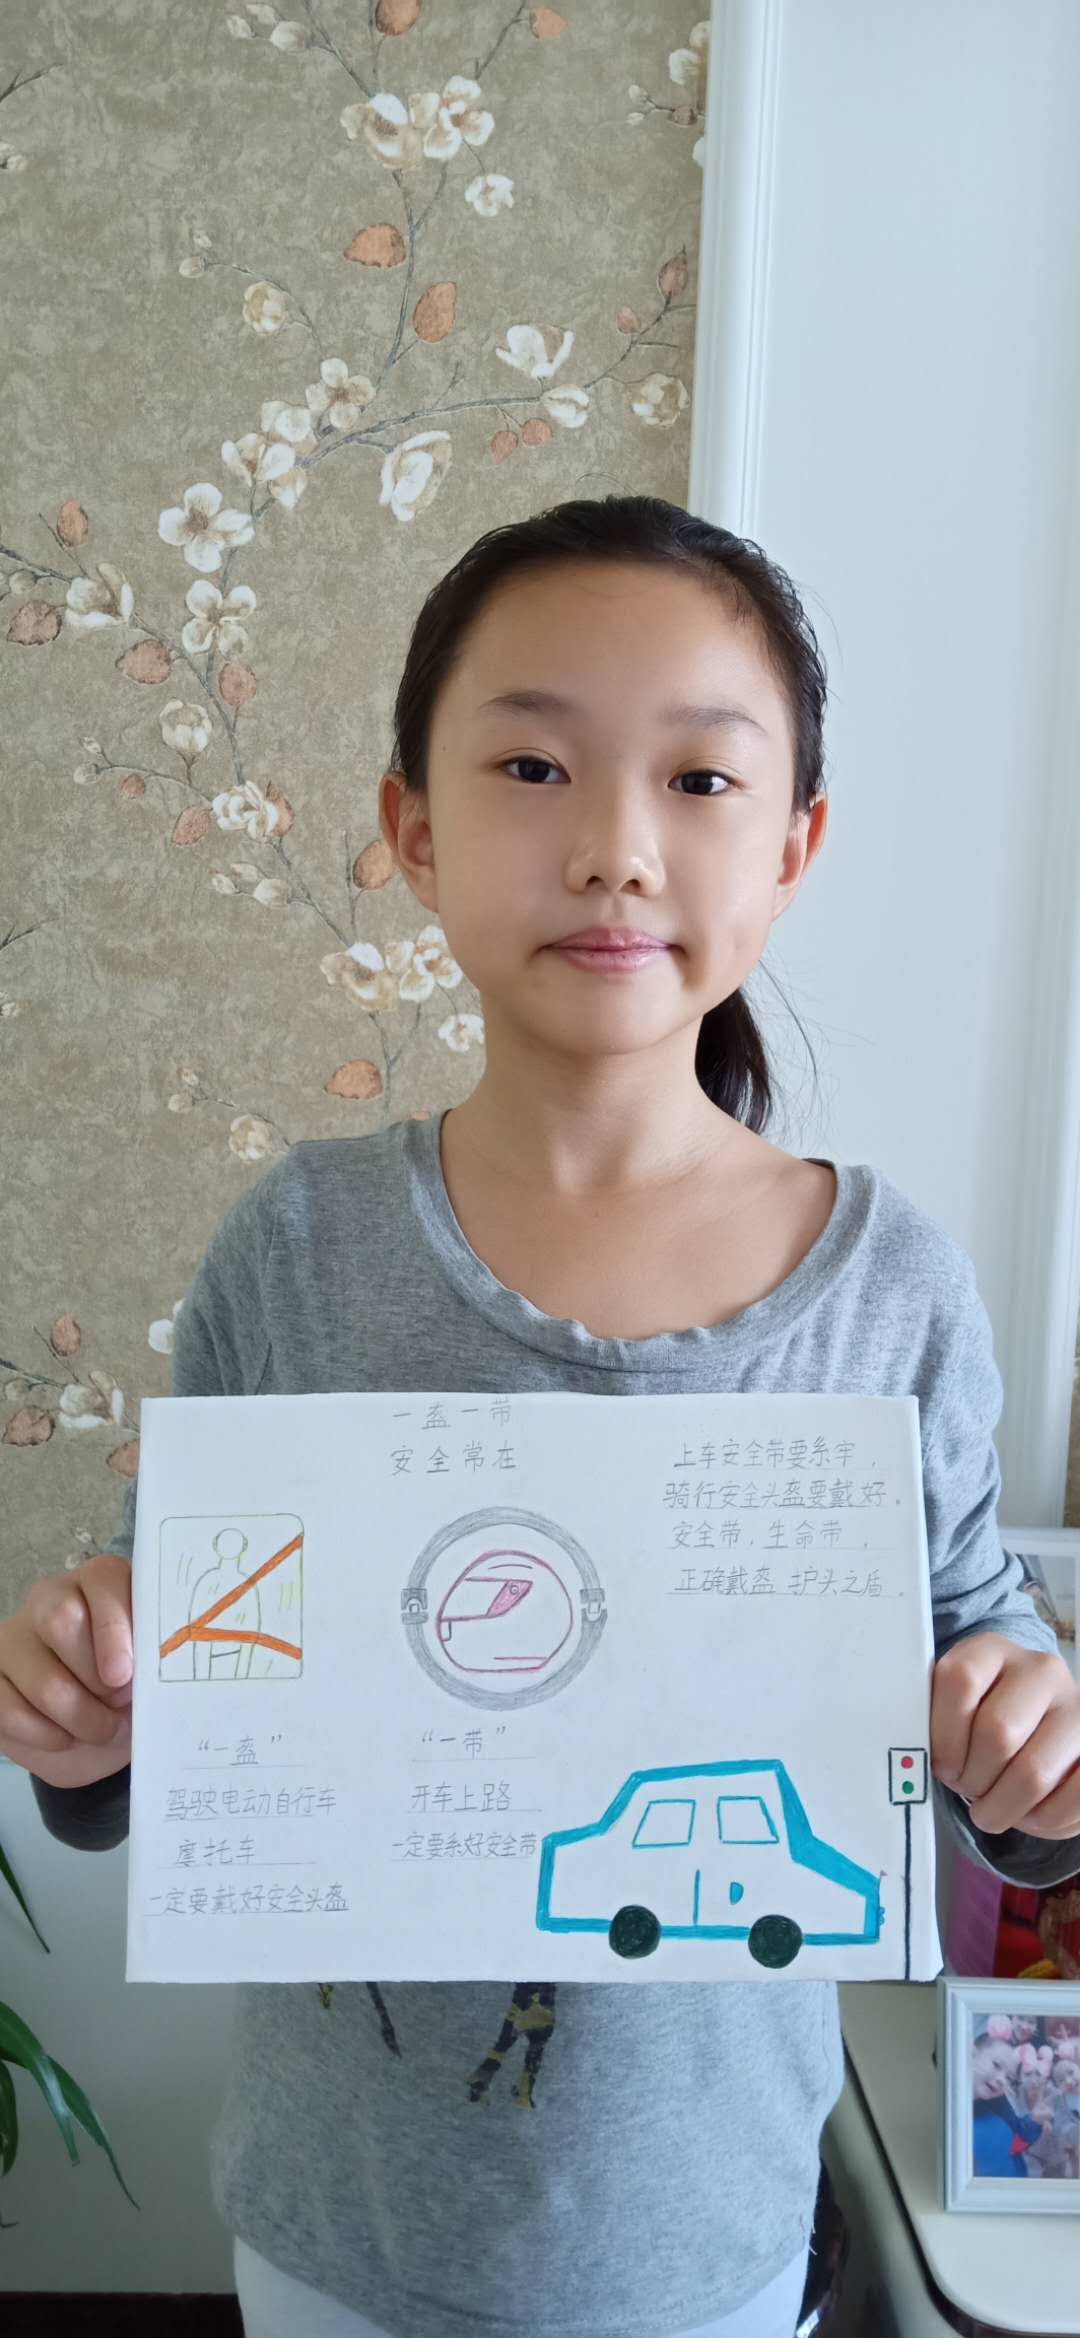 一盔一带
安全常在
上车安全带要系牢，
骑行安全头盔要戴好。
安全带，生命带，
正确戴盔 护头之盾。
“一盔”
驾驶电动自行车
摩托车
一定要戴好安全头盔
“一带”
开车上路
一定要系好安全带